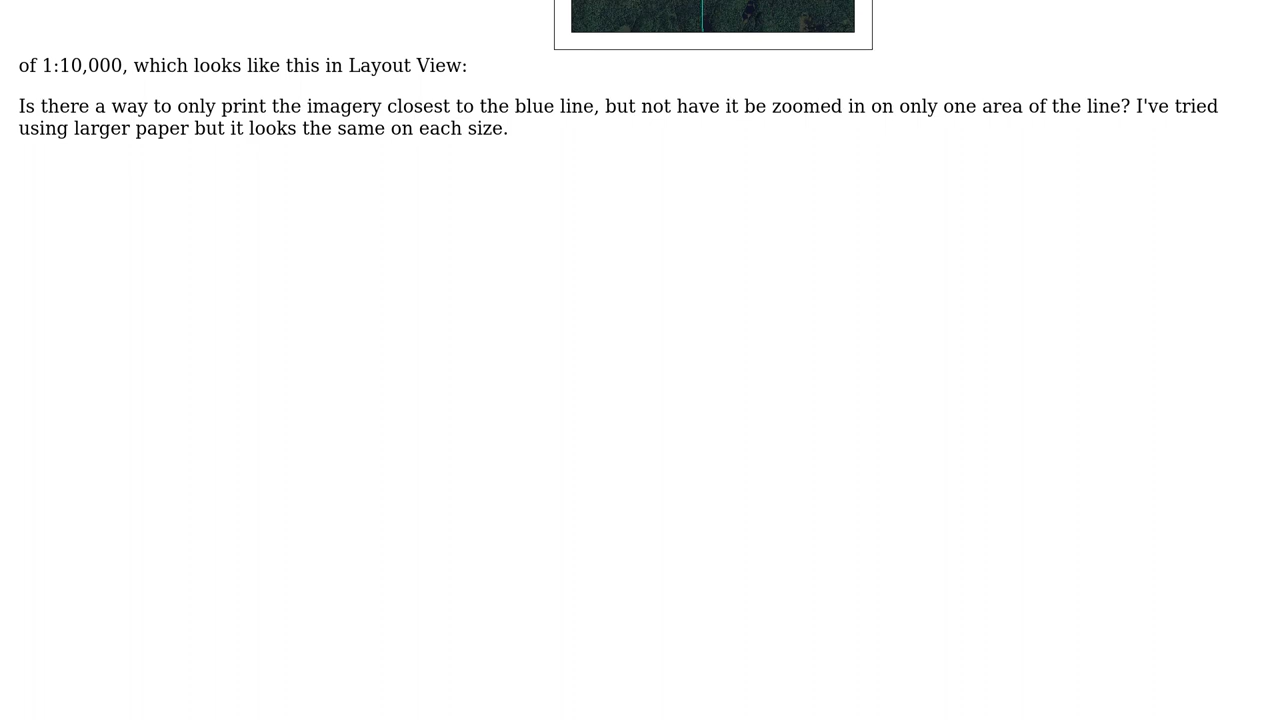 of 1:10,000, which looks like this in Layout View:
Is there a way to only print the imagery closest to the blue line, but not have it be zoomed in on only one area of the line? I've tried
using larger paper but it looks the same on each size.